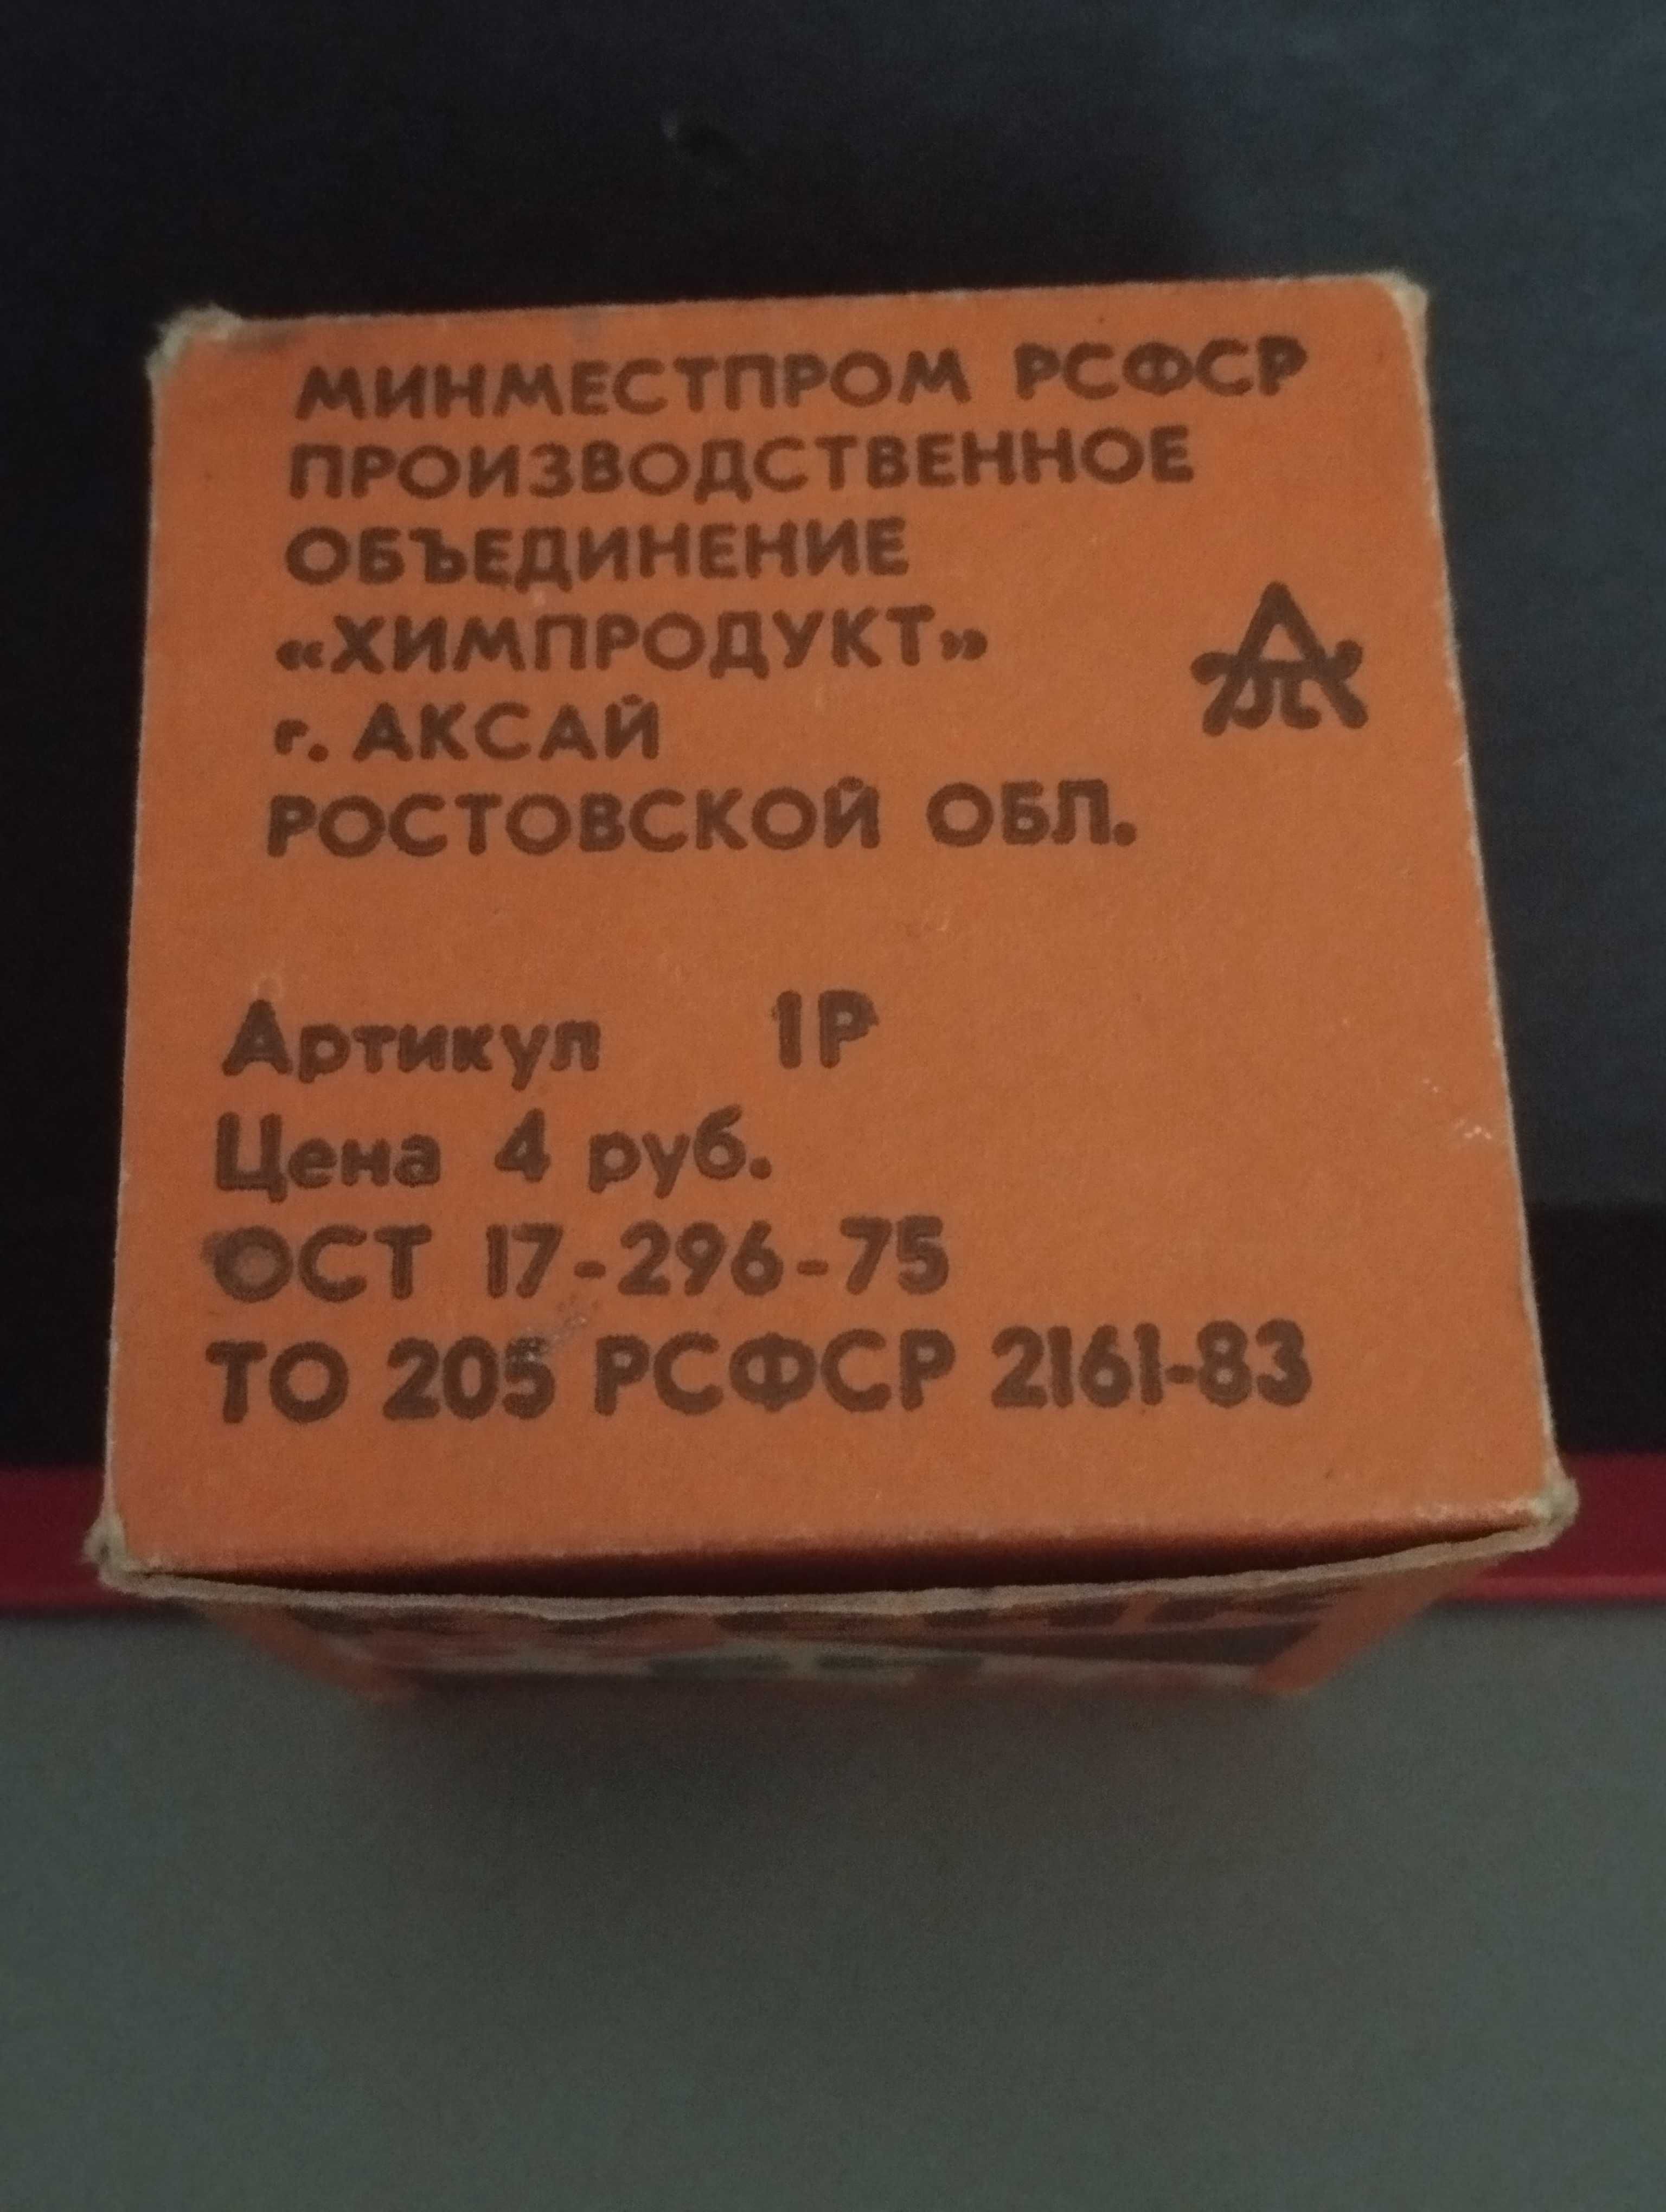 МИНМЕСТПРОМ РСФСР
ПРОИЗВОДСТВЕННОЕ
ОБЪЕДИНЕНИЕ
«ХИМПРОДУКТ»
г. АКСАЙ
РОСТОВСКОЙ ОБЛ.
Артикул 1Р
Цена 4 руб.
ОСТ 17-296-75
ТО 205 РСФСР 2161-83